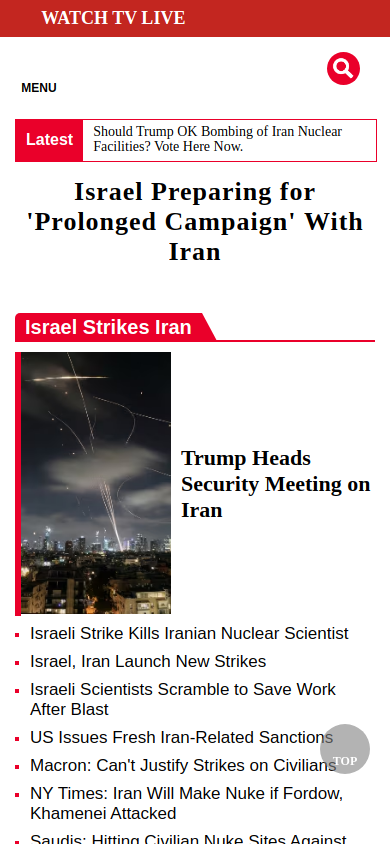 WATCH TV LIVE
MENU
Latest
Should Trump OK Bombing of Iran Nuclear
Facilities? Vote Here Now.
Israel Preparing for
'Prolonged Campaign' With
Iran
Israel Strikes Iran
Trump Heads
Security Meeting on
Iran
Israeli Strike Kills Iranian Nuclear Scientist
Israel, Iran Launch New Strikes
Israeli Scientists Scramble to Save Work
After Blast
US Issues Fresh Iran-Related Sanctions
Macron: Can't Justify Strikes on Civilians
TOP
NY Times: Iran Will Make Nuke if Fordow,
Khamenei Attacked
Saudis: Hitting Civilian Nuke Sites Against